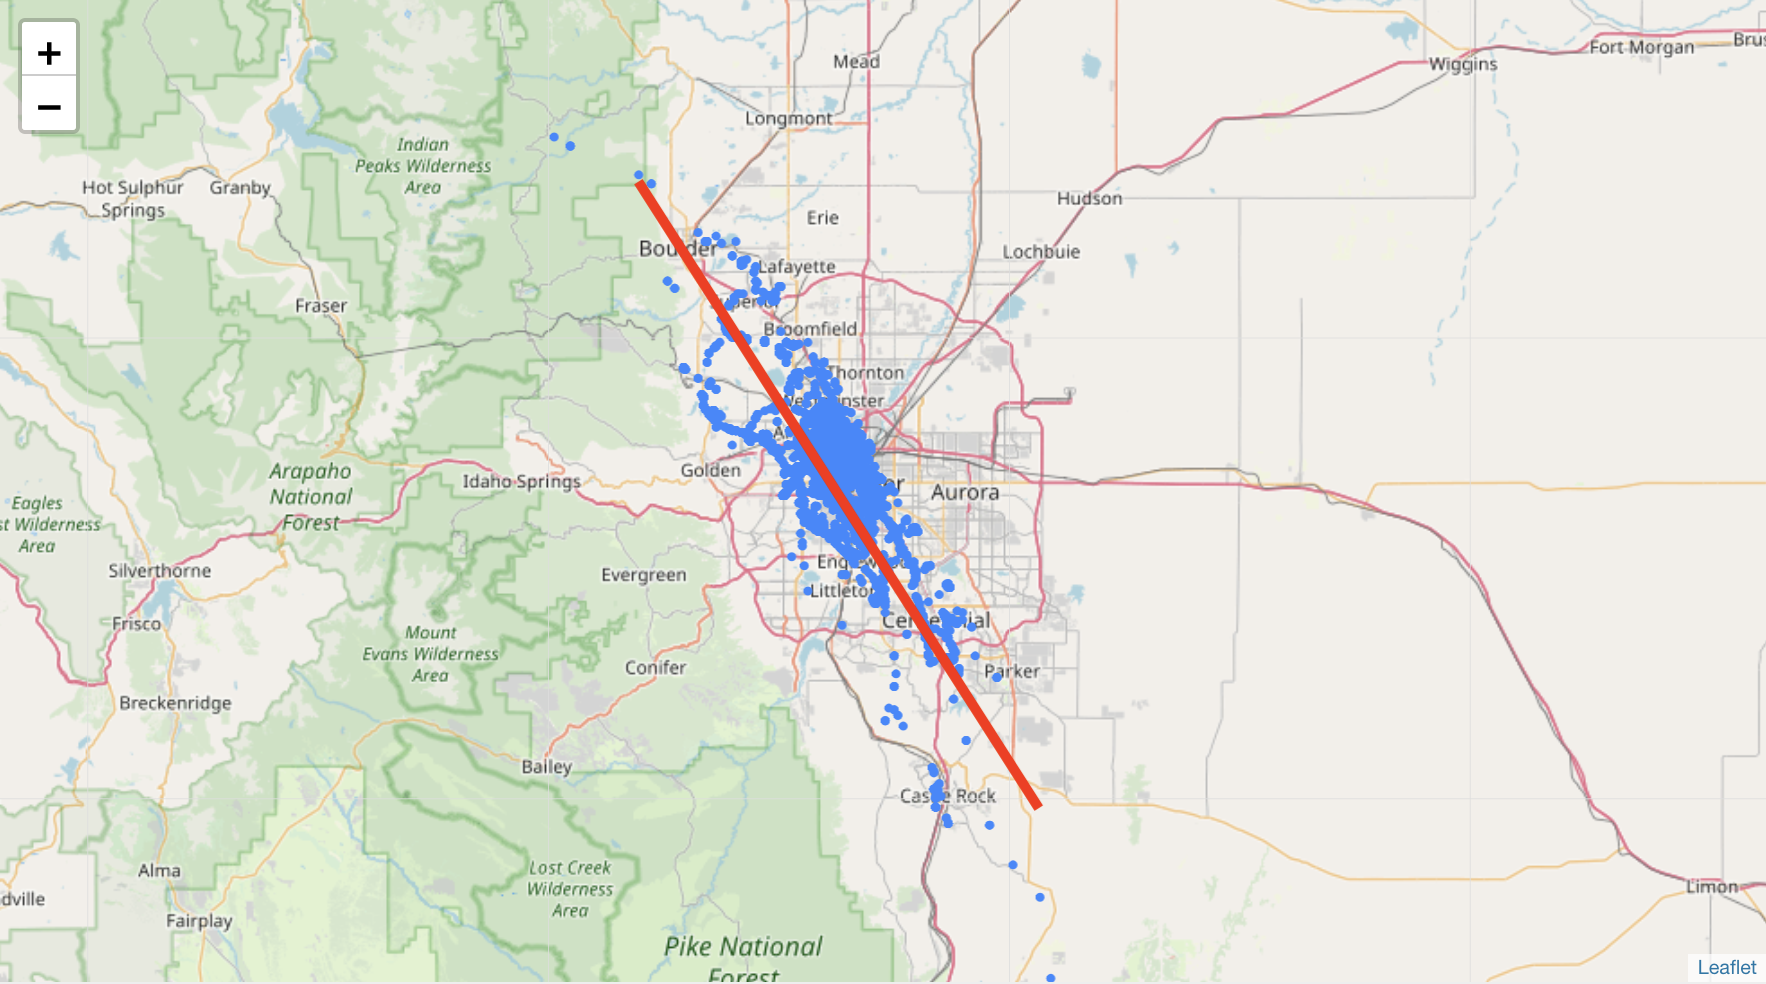 +
−
Mead
Fort Morgan
Wiggins
Longmont
Indian
Peaks Wilderness
Area
Hot Sulphur
Springs
Granby
Hudson
Erie
Boulder
Lochbuie
Lafayette
Fraser
Broomfield
Thornton
Golden
Arapaho
National
Forest
Idaho Springs
Aurora
Eagles
st Wilderness
Area
Silverthorne
Evergreen
Littleton
Frisco
Centennial
Mount
Evans Wilderness
Area
Conifer
Parker
Breckenridge
Bailey
Castle Rock
Alma
Lost Creek
Wilderness
Area
Limon
dville
Fairplay
Pike National
Forest
Leaflet